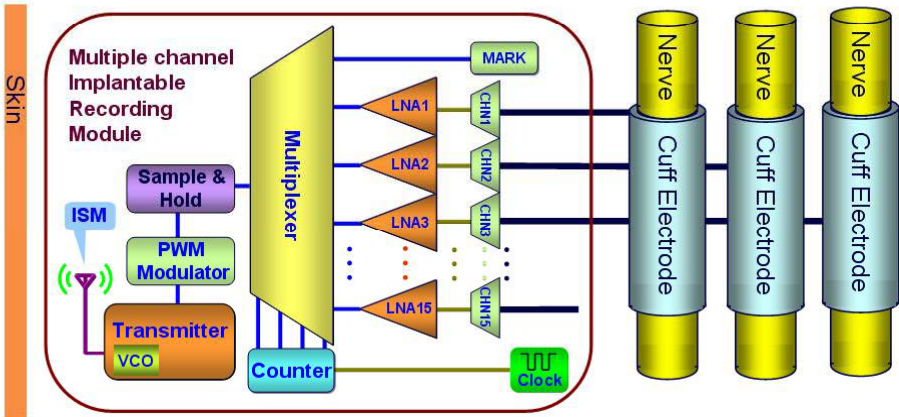 Skin
Multiple channel
Implantable
Recording
Module
ISM
Sample &
Hold
PWM
Modulator
Transmitter
VCO
Multiplexer
Counter
Clock
MARK
LNA1
CHN1
LNA2
CHN2
LNA3
CHN3
LNA15
CHN15
Nerve
Cuff Electrode
Nerve
Cuff Electrode
Nerve
Cuff Electrode